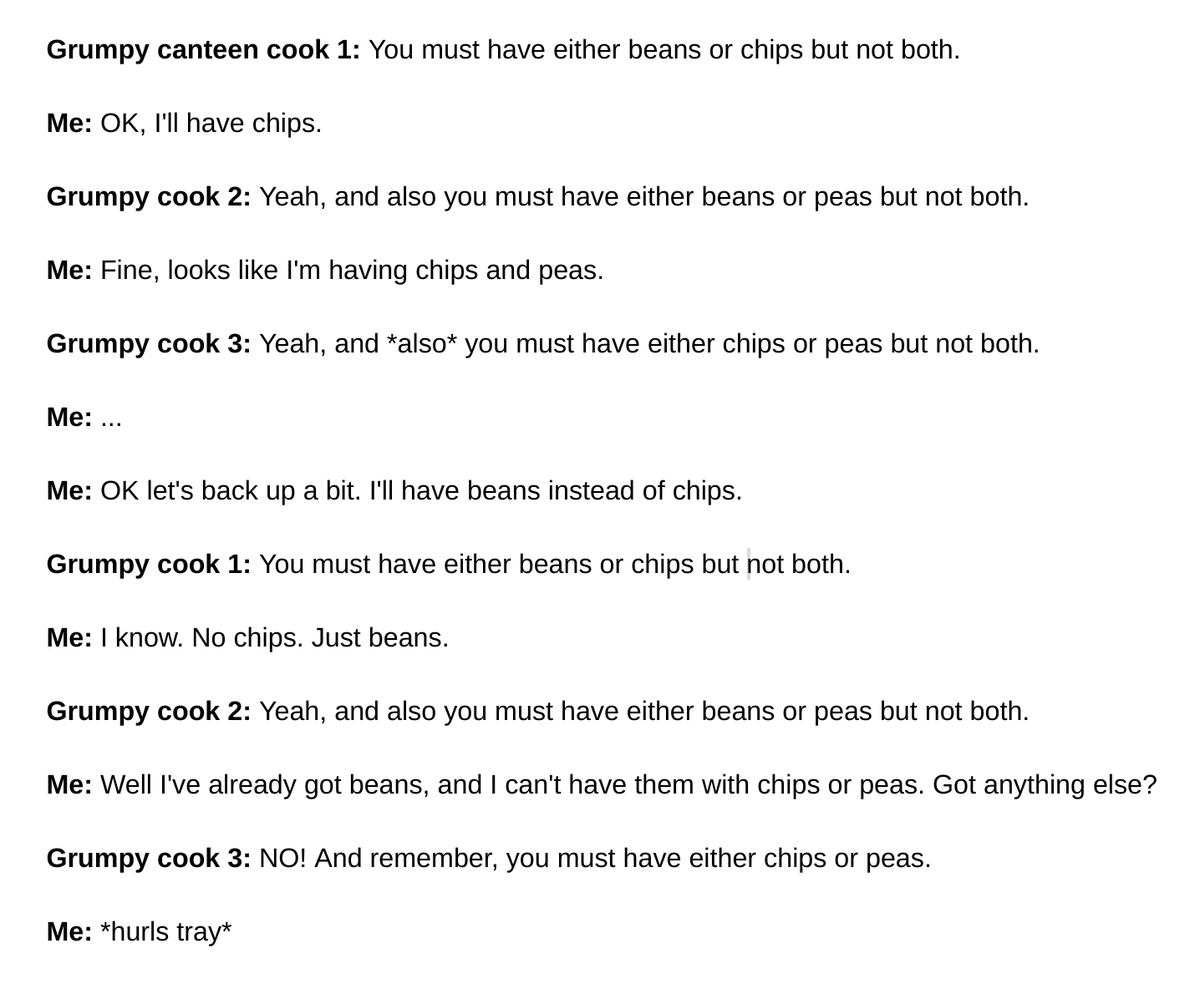 Grumpy canteen cook 1: You must have either beans or chips but not both.
Me: OK, I'll have chips.
Grumpy cook 2: Yeah, and also you must have either beans or peas but not both.
Me: Fine, looks like I'm having chips and peas.
Grumpy cook 3: Yeah, and *also* you must have either chips or peas but not both.
Me: ...
Me: OK let's back up a bit. I'll have beans instead of chips.
Grumpy cook 1: You must have either beans or chips but not both.
Me: I know. No chips. Just beans.
Grumpy cook 2: Yeah, and also you must have either beans or peas but not both.
Me: Well I've already got beans, and I can't have them with chips or peas. Got anything else?
Grumpy cook 3: NO! And remember, you must have either chips or peas.
Me: *hurls tray*